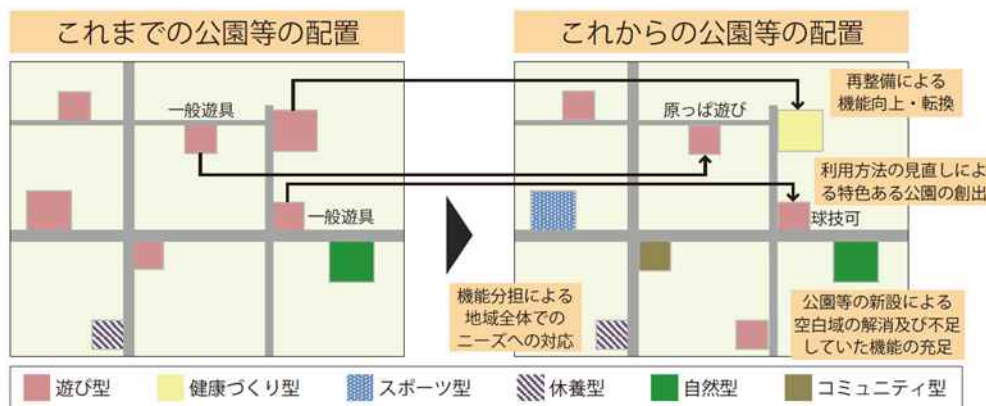 これまでの公園等の配置
これからの公園等の配置
一般遊具
一般遊具
原っぱ遊び
球技可
再整備による
機能向上・転換
利用方法の見直しによ
る特色ある公園の創出
機能分担による
地域全体での
ニーズへの対応
公園等の新設による
空白域の解消及び不足
していた機能の充足
遊び型
健康づくり型
スポーツ型
休養型
自然型
コミュニティ型